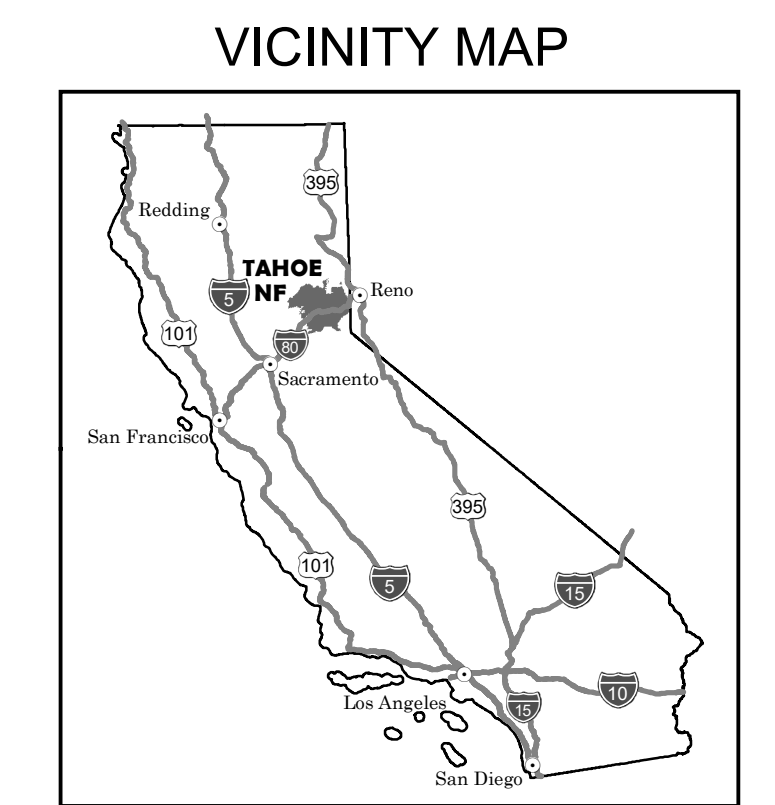 VICINITY MAP
395
Redding
TAHOE
NF
5
Reno
101
80
Sacramento
San Francisco
395
101
5
15
10
Los Angeles
15
San Diego